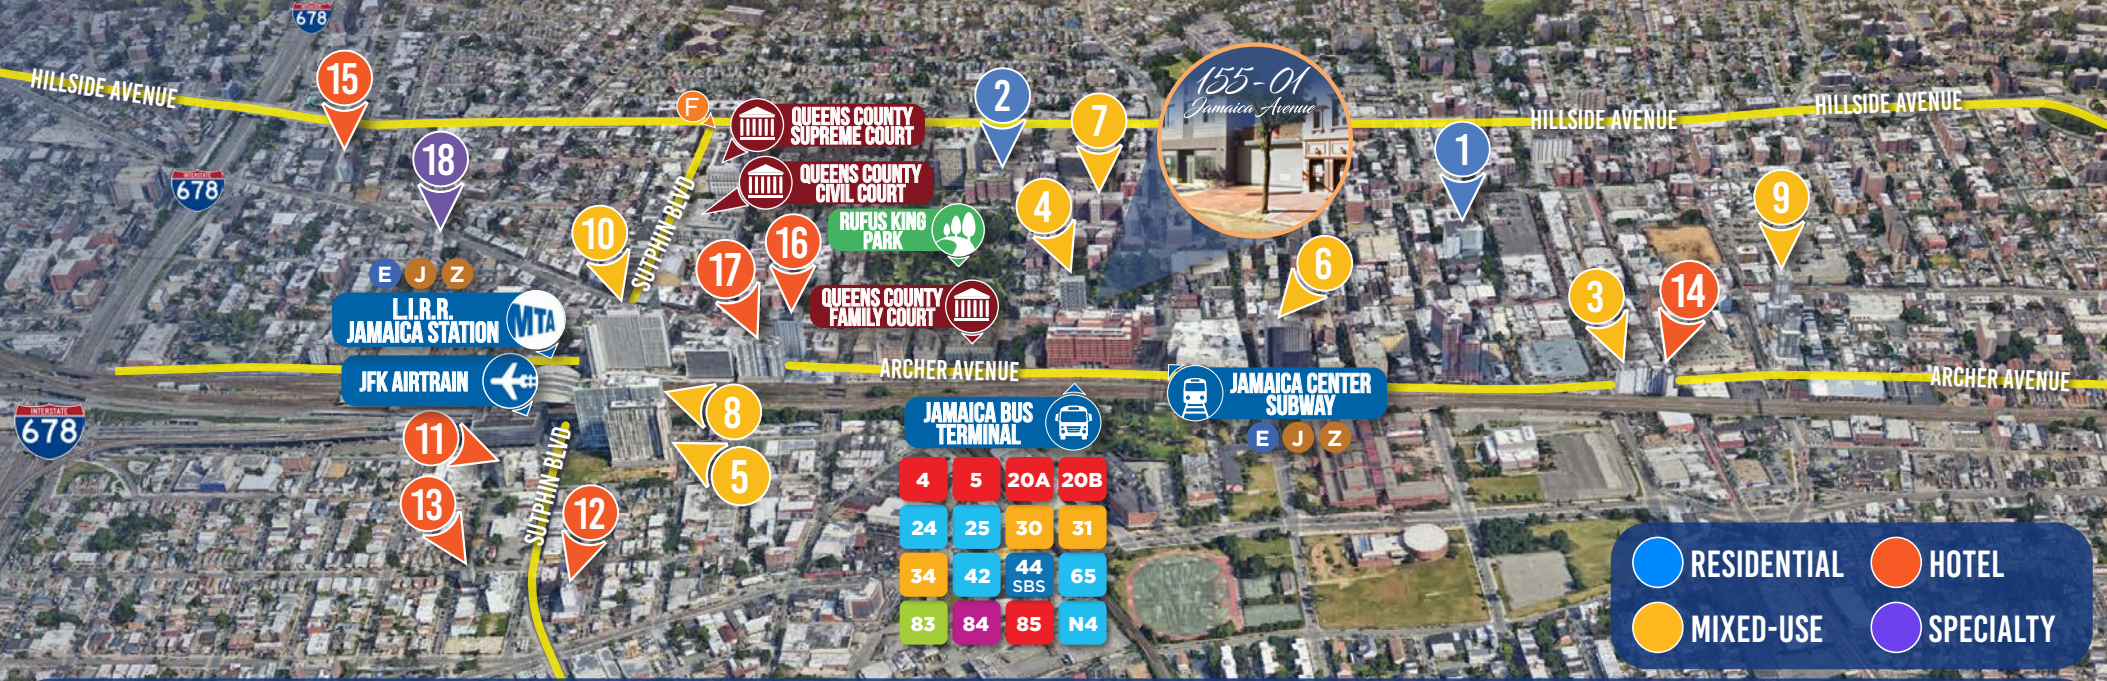 678
HILLSIDE AVENUE
15
F
QUEENS COUNTY
SUPREME COURT
2
7
155-01
Jamaica Avenue
HILLSIDE AVENUE
HILLSIDE AVENUE
INTERSTATE
678
18
QUEENS COUNTY
CIVIL COURT
SUTPHIN BLVD
1
4
9
10
RUFUS KING
PARK
17
16
6
E J Z
L.I.R.R.
JAMAICA STATION
MTA
QUEENS COUNTY
FAMILY COURT
3
14
JFK AIRTRAIN
ARCHER AVENUE
JAMAICA CENTER
SUBWAY
E J Z
ARCHER AVENUE
INTERSTATE
678
11
8
JAMAICA BUS
TERMINAL
5
13
SUTPHIN BLVD
12
4 5 20A 20B
24 25 30 31
34 42 44 SBS 65
83 84 85 N4
RESIDENTIAL
HOTEL
MIXED-USE
SPECIALTY